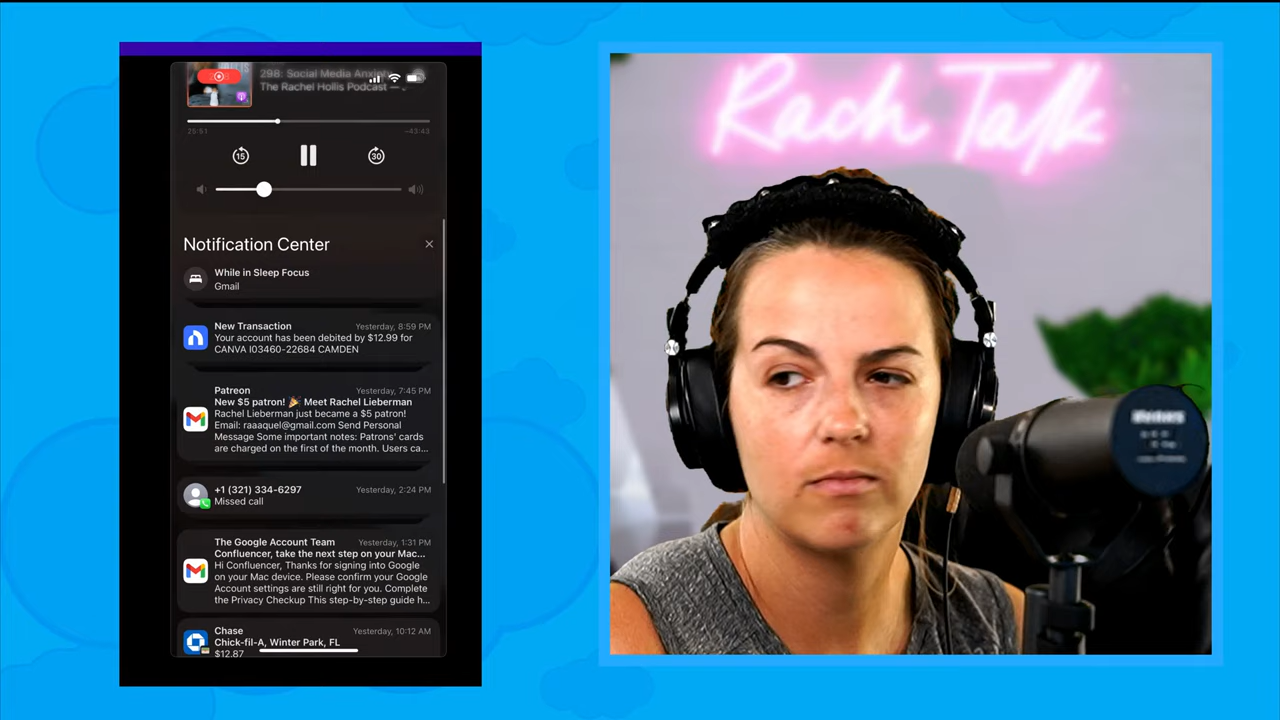 298: Social Media Anxiety
The Rachel Hollis Podcast —
25:51
-43:43
15
30
Notification Center
While in Sleep Focus
Gmail
New Transaction
Yesterday, 8:59 PM
Your account has been debited by $12.99 for
CANVA I03460-22684 CAMDEN
Patreon
Yesterday, 7:45 PM
New $5 patron! 🎉 Meet Rachel Lieberman
Rachel Lieberman just became a $5 patron!
Email: raaaquel@gmail.com Send Personal
Message Some important notes: Patrons' cards
are charged on the first of the month. Users ca...
+1 (321) 334-6297
Yesterday, 2:24 PM
Missed call
The Google Account Team
Yesterday, 1:31 PM
Confluencer, take the next step on your Mac...
Hi Confluencer, Thanks for signing into Google
on your Mac device. Please confirm your Google
Account settings are still right for you. Complete
the Privacy Checkup This step-by-step guide h...
Chase
Yesterday, 10:12 AM
Chick-fil-A, Winter Park, FL
$12.87
Rach Talk